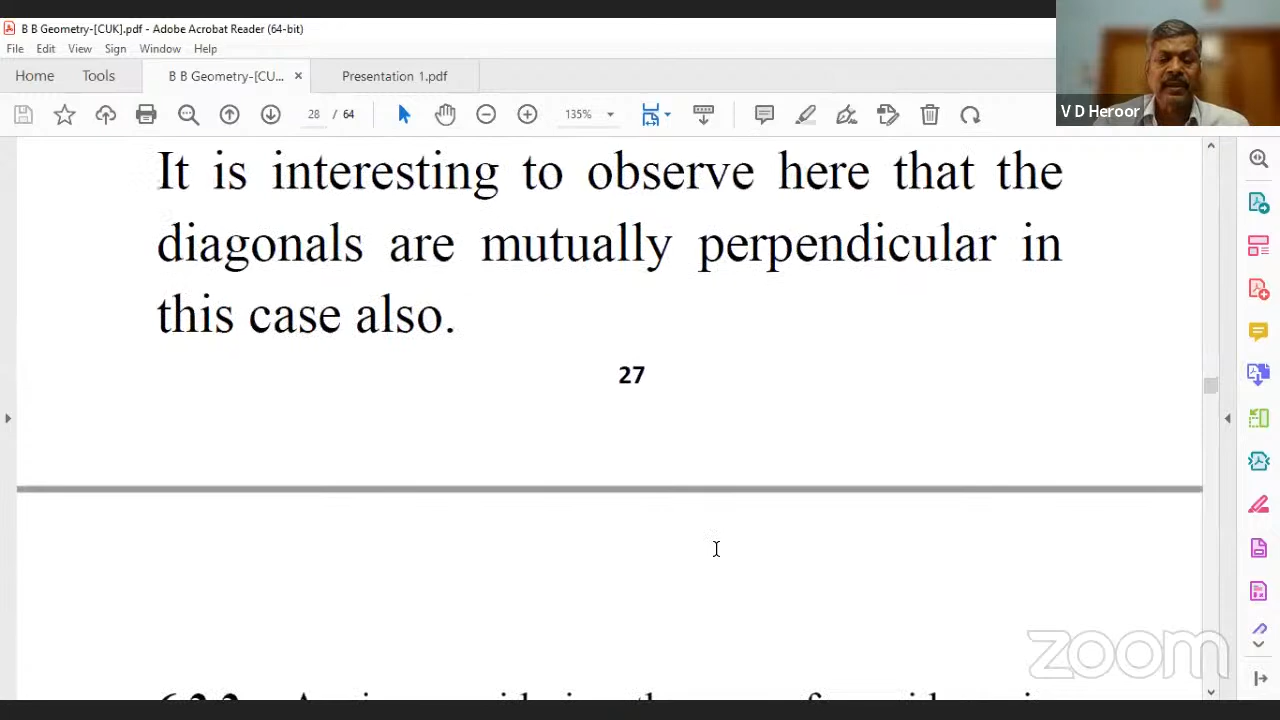 B B Geometry-[CUK].pdf - Adobe Acrobat Reader (64-bit)
File Edit View Sign Window Help
Home Tools B B Geometry-[CU... × Presentation 1.pdf
28 / 64 135%
V D Heroor
It is interesting to observe here that the
diagonals are mutually perpendicular in
this case also.
27
zoom